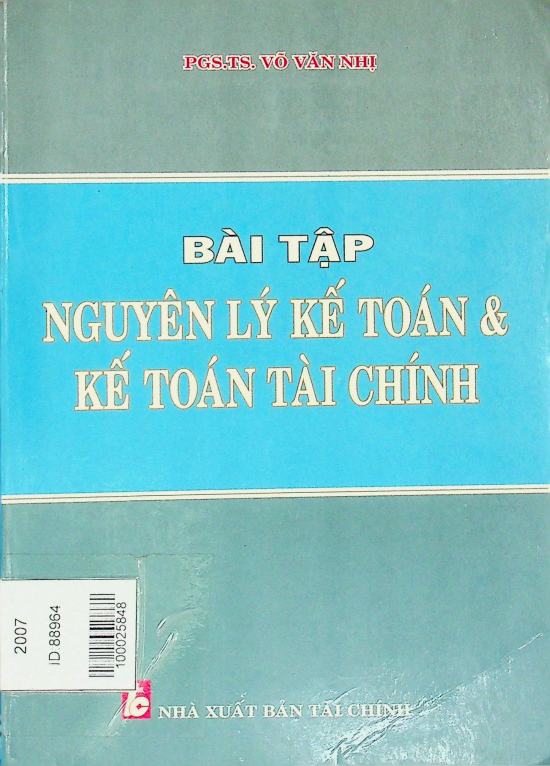 PGS.TS. VÕ VĂN NHỊ
BÀI TẬP
NGUYÊN LÝ KẾ TOÁN &
KẾ TOÁN TÀI CHÍNH
2007
ID 88964
100025848
NHÀ XUẤT BẢN TÀI CHÍNH